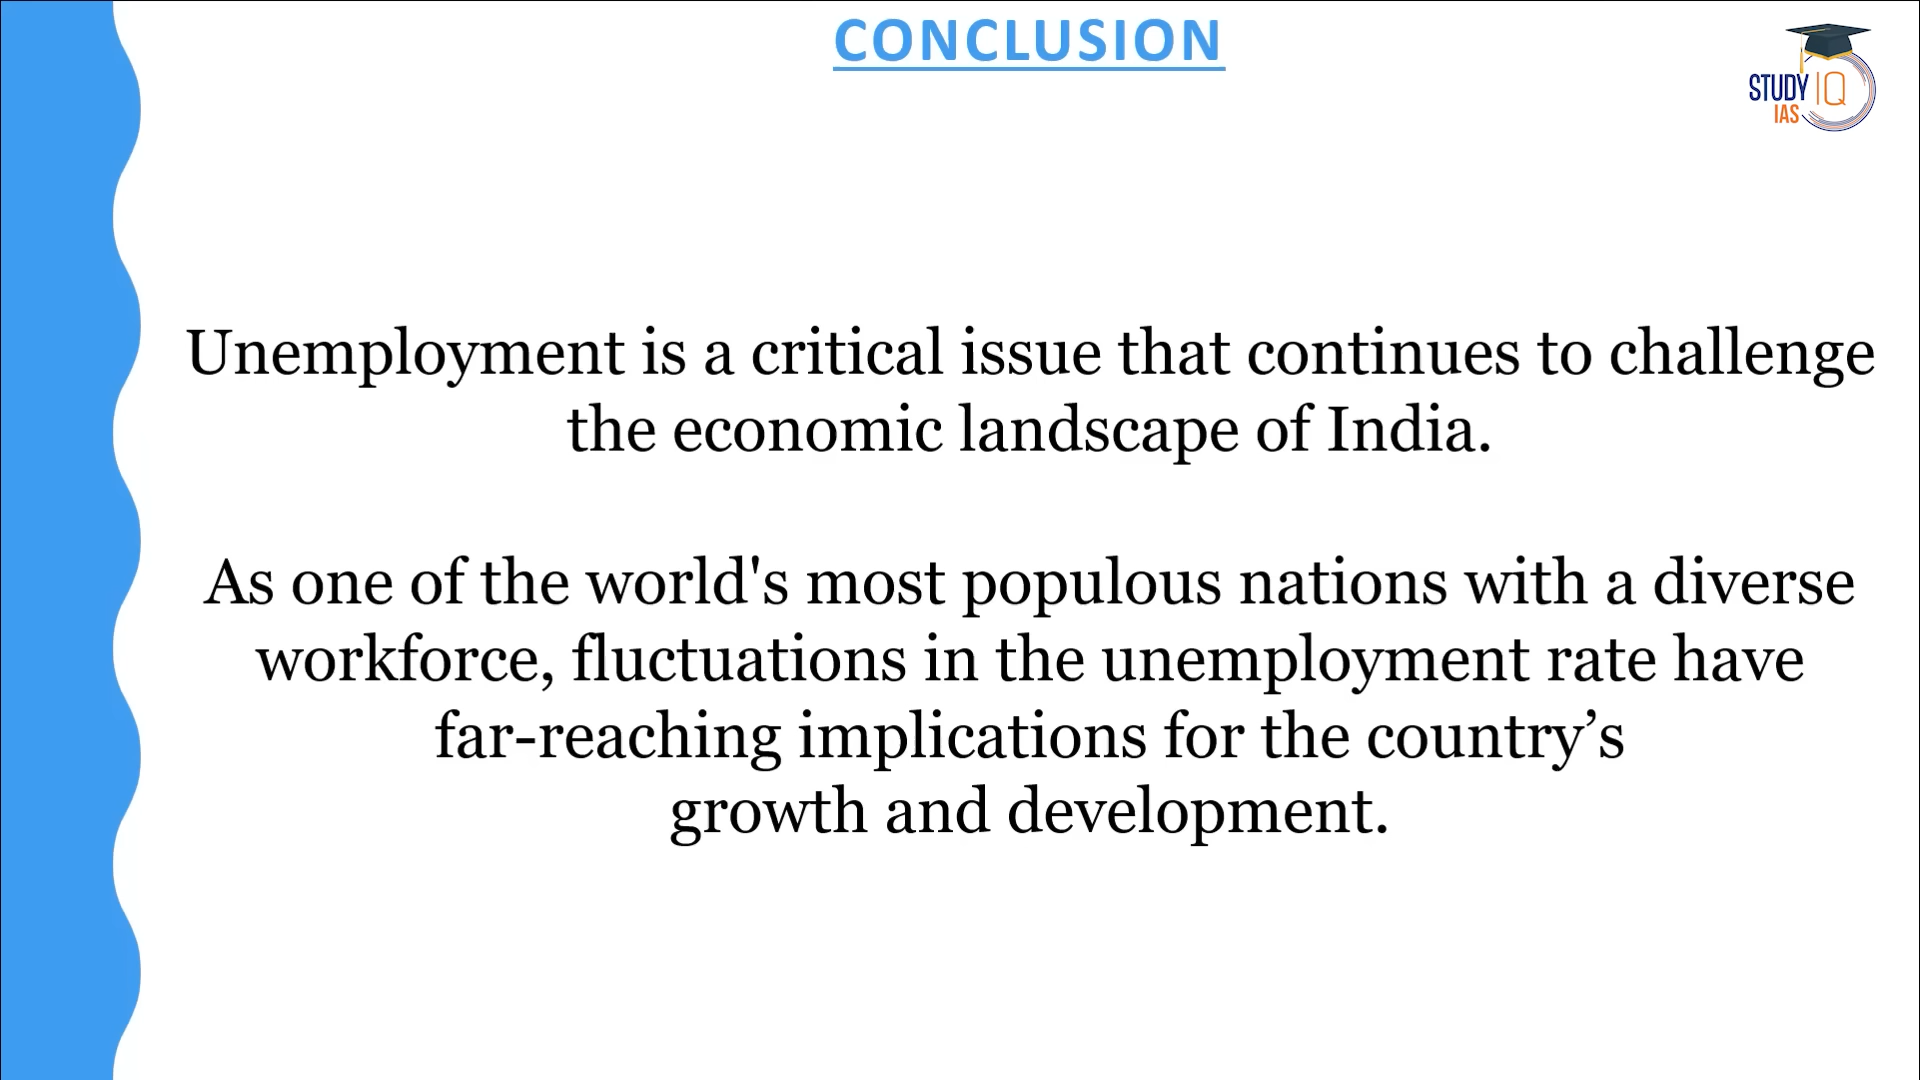 CONCLUSION
STUDY IQ
IAS
Unemployment is a critical issue that continues to challenge
the economic landscape of India.
As one of the world's most populous nations with a diverse
workforce, fluctuations in the unemployment rate have
far-reaching implications for the country’s
growth and development.